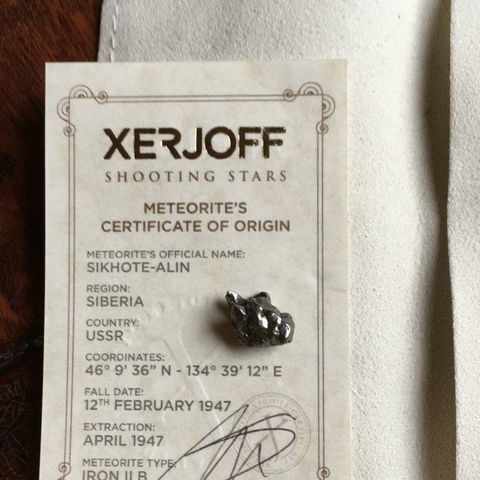 XERJOFF
SHOOTING STARS
METEORITE'S
CERTIFICATE OF ORIGIN
METEORITE'S OFFICIAL NAME:
SIKHOTE-ALIN
REGION:
SIBERIA
COUNTRY:
USSR
COORDINATES:
46° 9' 36" N - 134° 39' 12" E
FALL DATE:
12TH FEBRUARY 1947
EXTRACTION:
APRIL 1947
METEORITE TYPE:
IRON IIB